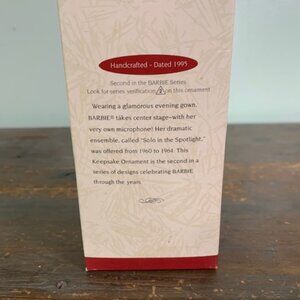 Handcrafted - Dated 1995
Second in the BARBIE Series
Look for series verification 2 on this ornament
Wearing a glamorous evening gown,
BARBIE® takes center stage–with her
very own microphone! Her dramatic
ensemble, called "Solo in the Spotlight,"
was offered from 1960 to 1964. This
Keepsake Ornament is the second in a
series of designs celebrating BARBIE
through the years.